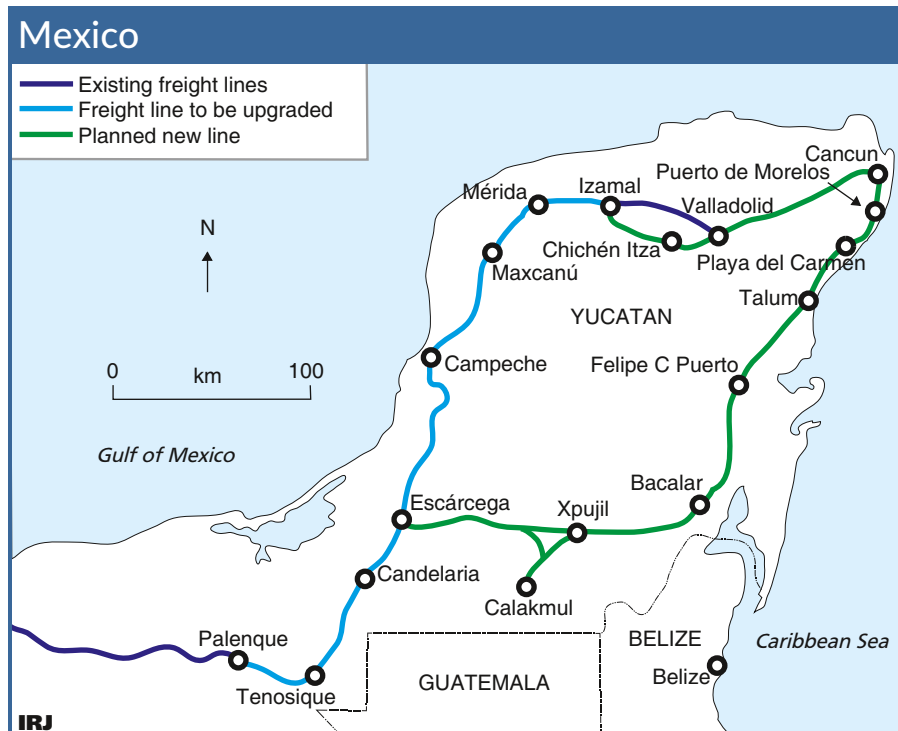 Mexico
Existing freight lines
Freight line to be upgraded
Planned new line
Cancun
Puerto de Morelos
Mérida
Izamal
Valladolid
N
Chichén Itza
Maxcanú
Playa del Carmen
Talum
YUCATAN
Campeche
Felipe C Puerto
0 km 100
Gulf of Mexico
Bacalar
Escárcega
Xpujil
Candelaria
Calakmul
Palenque
BELIZE
Caribbean Sea
Tenosique
GUATEMALA
Belize
IRJ